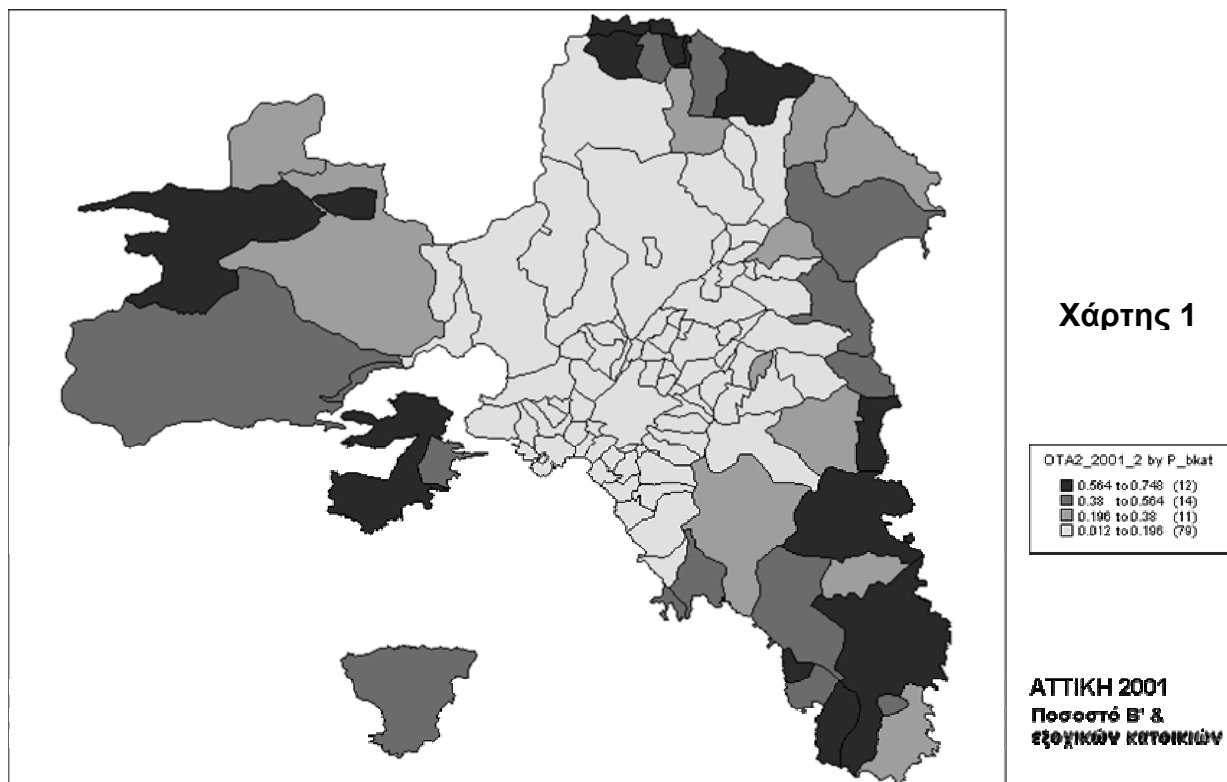 Χάρτης 1
OTA2_2001_2 by P_bkat
0.564 to 0.748 (12)
0.38 to 0.564 (14)
0.196 to 0.38 (11)
0.012 to 0.196 (79)
ΑΤΤΙΚΗ 2001
Ποσοστό Β' &
εξοχικών κατοικιών